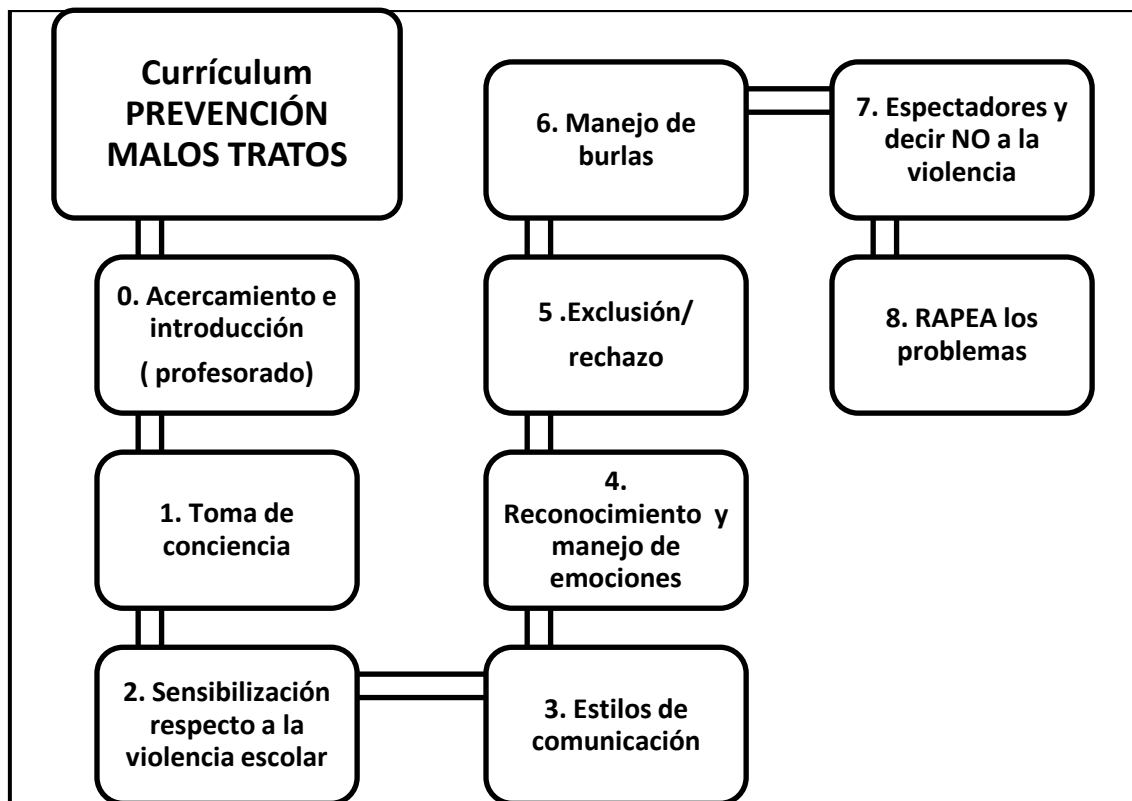 Currículum
PREVENCIÓN
MALOS TRATOS
0. Acercamiento e
introducción
( profesorado)
1. Toma de
conciencia
2. Sensibilización
respecto a la
violencia escolar
3. Estilos de
comunicación
4.
Reconocimiento y
manejo de
emociones
5 .Exclusión/
rechazo
6. Manejo de
burlas
7. Espectadores y
decir NO a la
violencia
8. RAPEA los
problemas